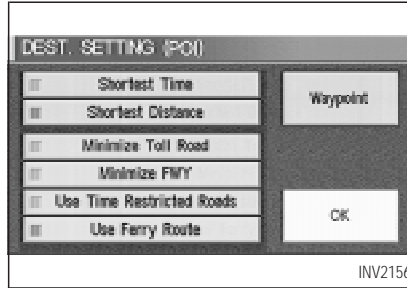 DEST. SETTING (POI)
Shortest Time
Shortest Distance
Minimize Toll Road
Minimize FWY
Use Time Restricted Roads
Use Ferry Route
Waypoint
OK
INV2156